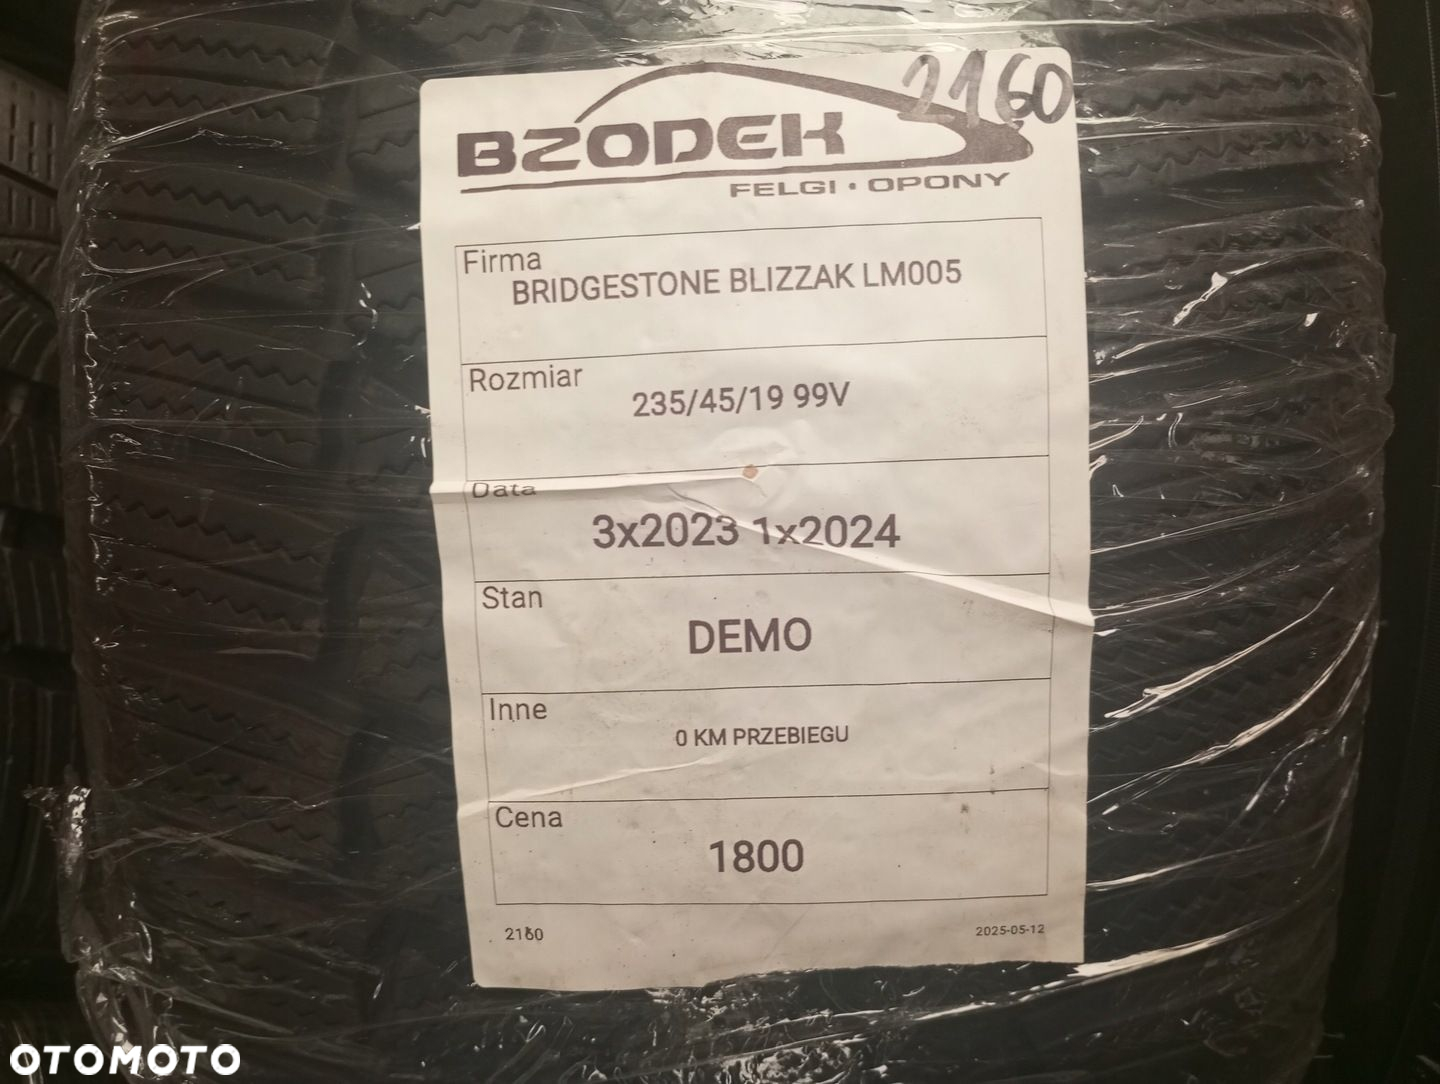 2160
BZODEK
FELGI • OPONY
Firma
BRIDGESTONE BLIZZAK LM005
Rozmiar
235/45/19 99V
Data
3x2023 1x2024
Stan
DEMO
Inne
0 KM PRZEBIEGU
Cena
1800
2160
2025-05-12
OTOMOTO